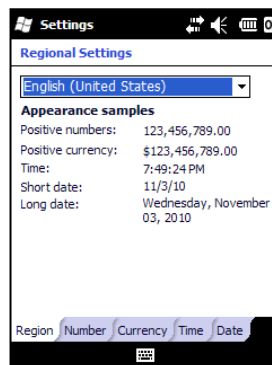 Settings
Regional Settings
English (United States)
Appearance samples
Positive numbers: 123,456,789.00
Positive currency: $123,456,789.00
Time: 7:49:24 PM
Short date: 11/3/10
Long date: Wednesday, November
03, 2010
Region Number Currency Time Date